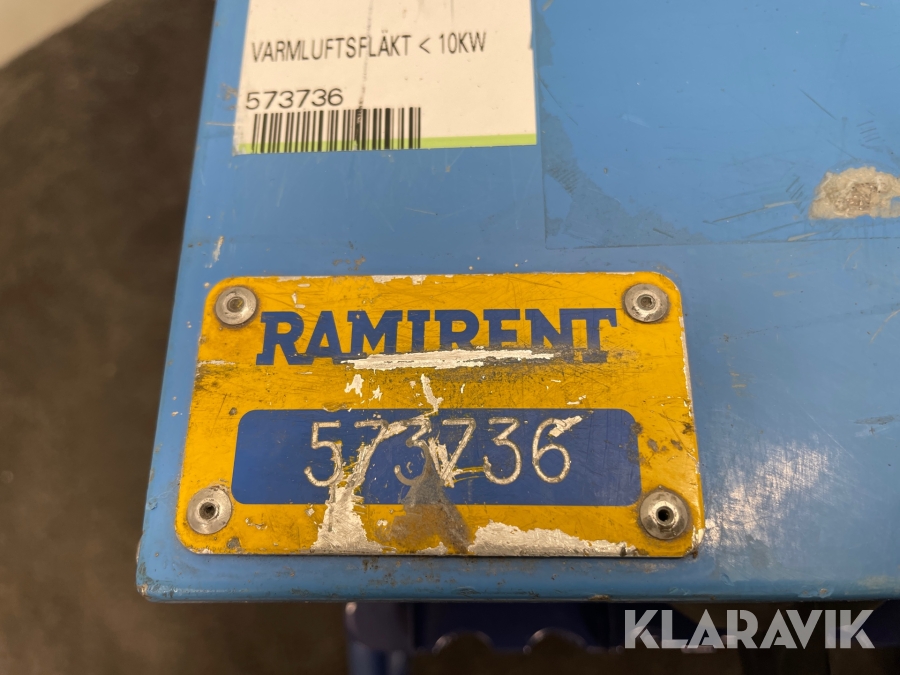 VARMLUFTSFLÄKT < 10KW
573736
RAMIRENT
573736
KLARAVIK